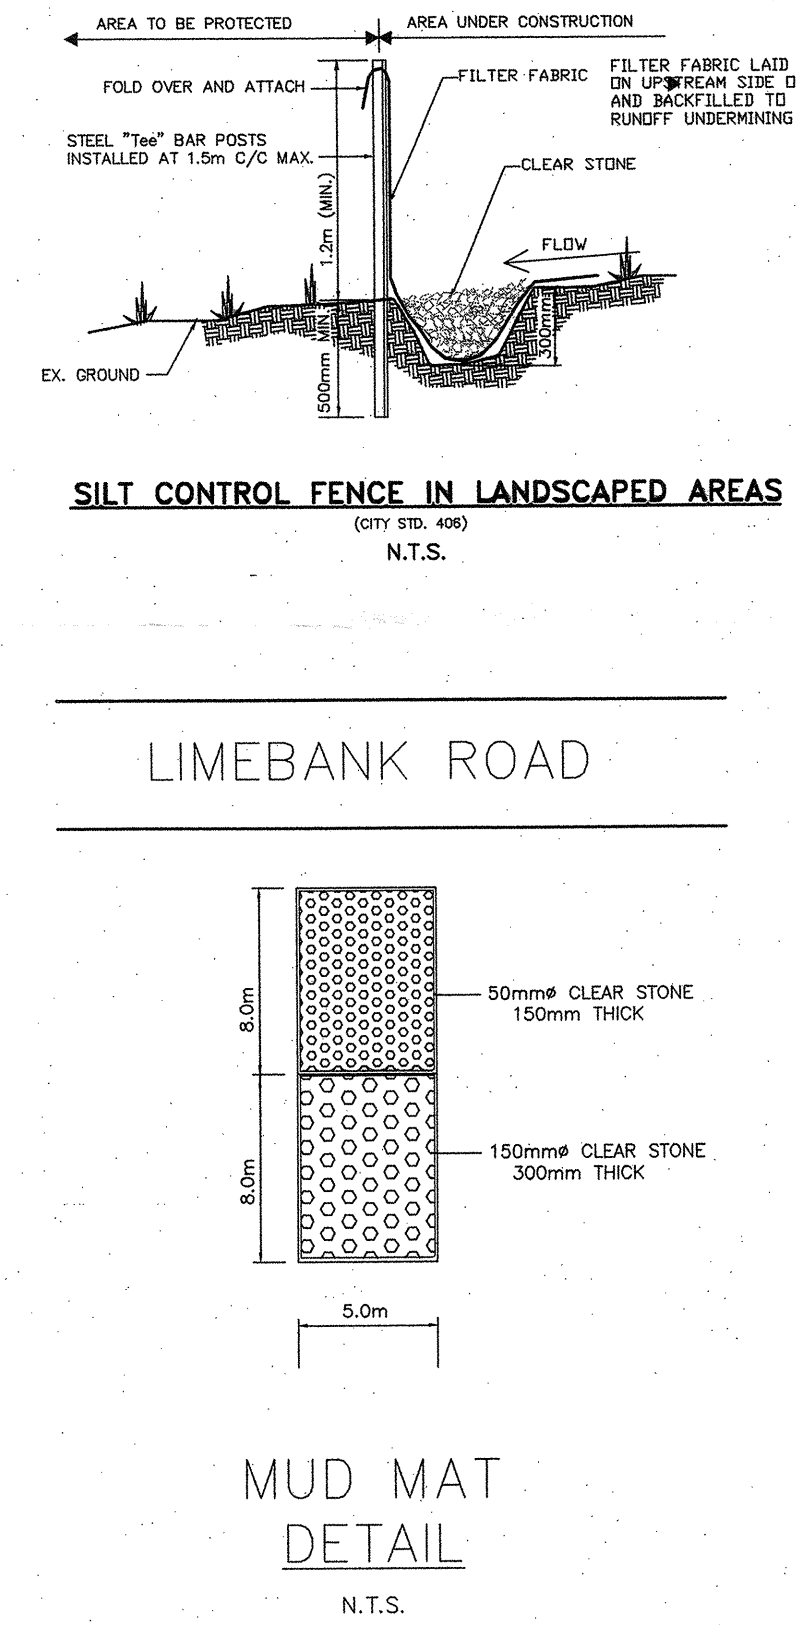 AREA TO BE PROTECTED
AREA UNDER CONSTRUCTION
FOLD OVER AND ATTACH
FILTER FABRIC
FILTER FABRIC LAID
ON UPSTREAM SIDE
AND BACKFILLED TO
RUNOFF UNDERMINING
STEEL "Tee" BAR POSTS
INSTALLED AT 1.5m C/C MAX.
CLEAR STONE
1.2m (MIN.)
FLOW
300mm
500mm MIN.
EX. GROUND
SILT CONTROL FENCE IN LANDSCAPED AREAS
(CITY STD. 406)
N.T.S.
LIMEBANK ROAD
8.0m
50mmø CLEAR STONE
150mm THICK
8.0m
150mmø CLEAR STONE
300mm THICK
5.0m
MUD MAT
DETAIL
N.T.S.